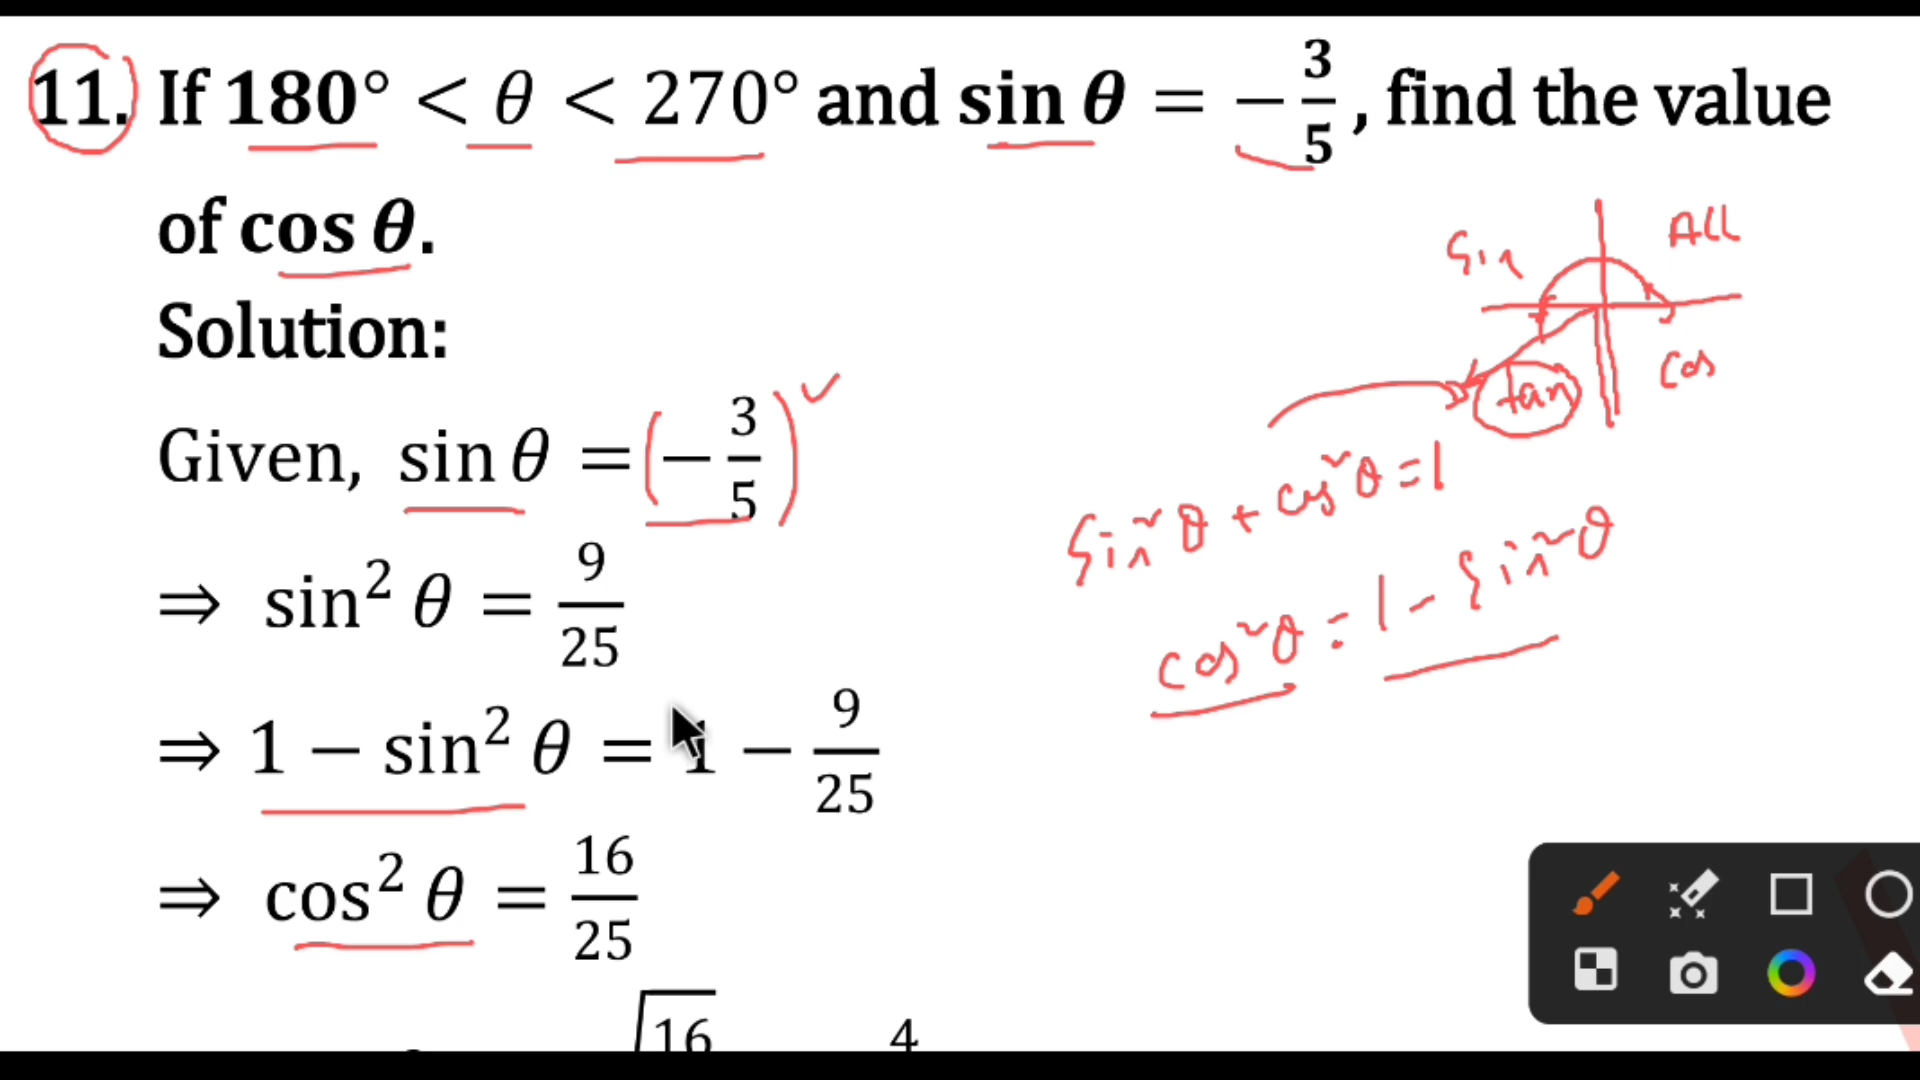 11. If 180° < θ < 270° and sin θ = −3/5, find the value
of cos θ.
Solution:
Given, sin θ = (−3/5) ✓
⇒ sin² θ = 9/25
⇒ 1 − sin² θ = 1 − 9/25
⇒ cos² θ = 16/25
√16 4
Sin All
tan Cos
Sin²θ + cos²θ = 1
cos²θ = 1 − sin²θ